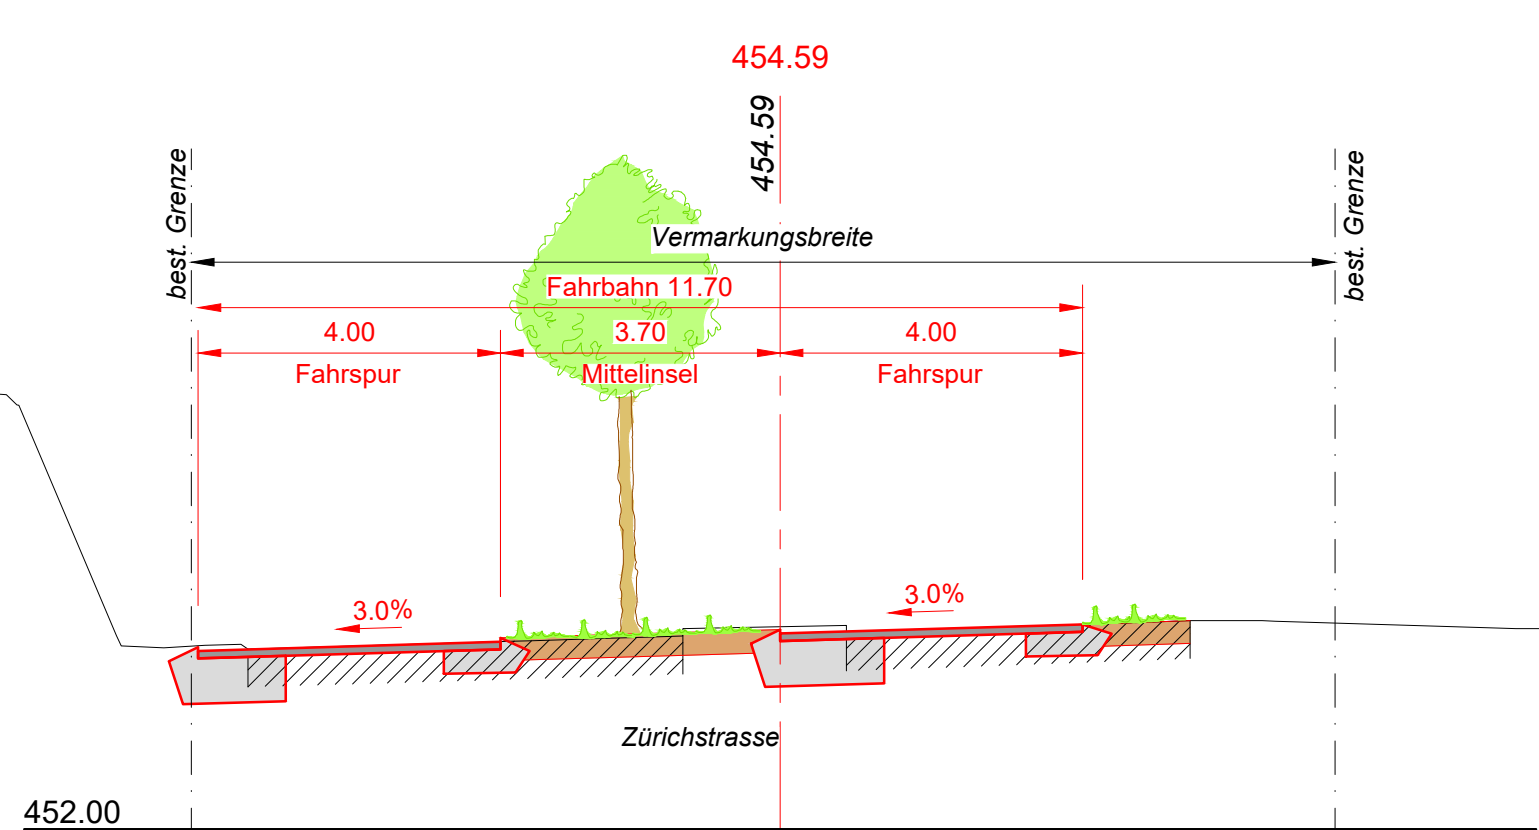 454.59
454.59
best. Grenze
best. Grenze
Vermarkungsbreite
Fahrbahn 11.70
4.00
3.70
4.00
Fahrspur
Mittelinsel
Fahrspur
3.0%
3.0%
Zürichstrasse
452.00